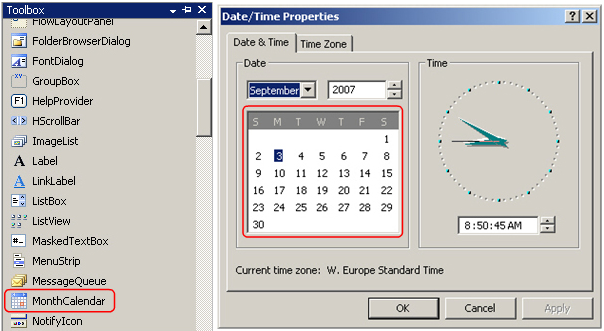 Toolbox
FlowLayoutPanel
FolderBrowserDialog
FontDialog
GroupBox
HelpProvider
HScrollBar
ImageList
Label
LinkLabel
ListBox
ListView
MaskedTextBox
MenuStrip
MessageQueue
MonthCalendar
NotifyIcon
Date/Time Properties
Date & Time
Time Zone
Date
September
2007
S M T W T F S
1
2 3 4 5 6 7 8
9 10 11 12 13 14 15
16 17 18 19 20 21 22
23 24 25 26 27 28 29
30
Time
8:50:45 AM
Current time zone: W. Europe Standard Time
OK
Cancel
Apply